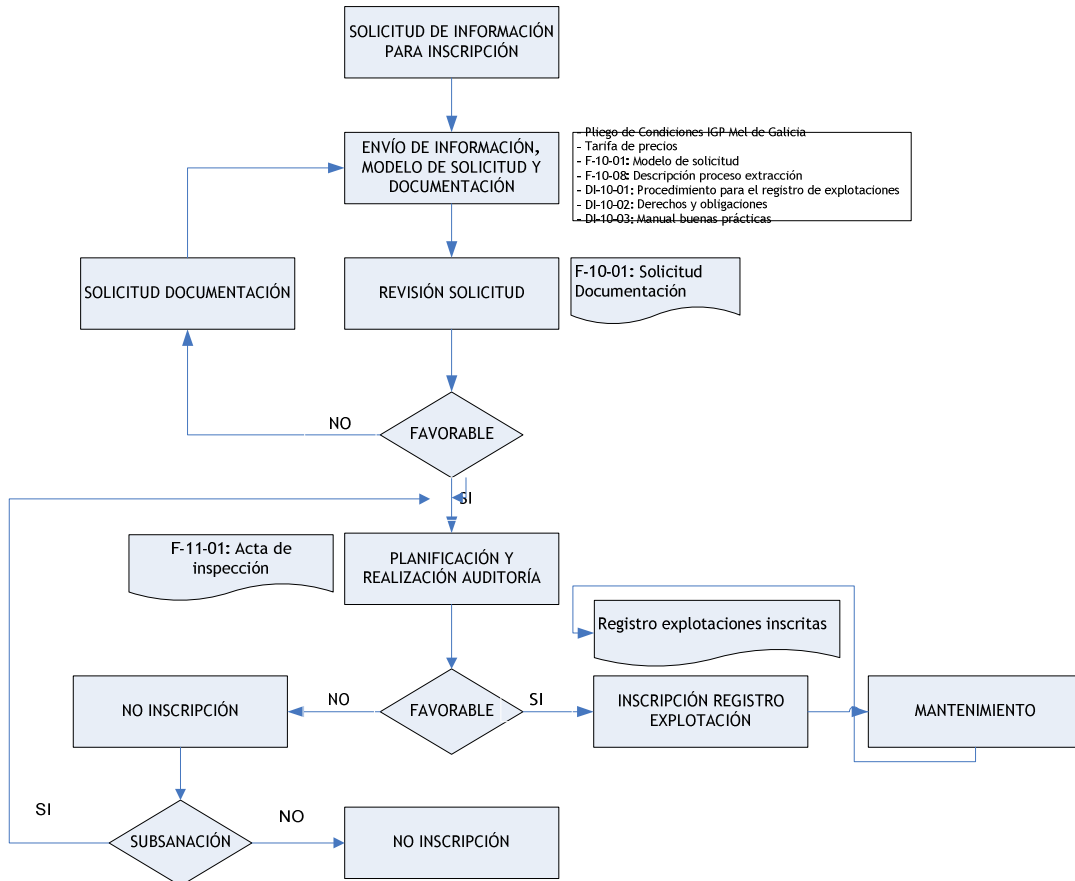 SOLICITUD DE INFORMACIÓN
PARA INSCRIPCIÓN
ENVÍO DE INFORMACIÓN,
MODELO DE SOLICITUD Y
DOCUMENTACIÓN
- Pliego de Condiciones IGP Mel de Galicia
- Tarifa de precios
- F-10-01: Modelo de solicitud
- F-10-08: Descripción proceso extracción
- DI-10-01: Procedimiento para el registro de explotaciones
- DI-10-02: Derechos y obligaciones
- DI-10-03: Manual buenas prácticas
SOLICITUD DOCUMENTACIÓN
REVISIÓN SOLICITUD
F-10-01: Solicitud
Documentación
NO
FAVORABLE
SI
F-11-01: Acta de
inspección
PLANIFICACIÓN Y
REALIZACIÓN AUDITORÍA
Registro explotaciones inscritas
NO INSCRIPCIÓN
NO
FAVORABLE
SI
INSCRIPCIÓN REGISTRO
EXPLOTACIÓN
MANTENIMIENTO
SI
SUBSANACIÓN
NO
NO INSCRIPCIÓN